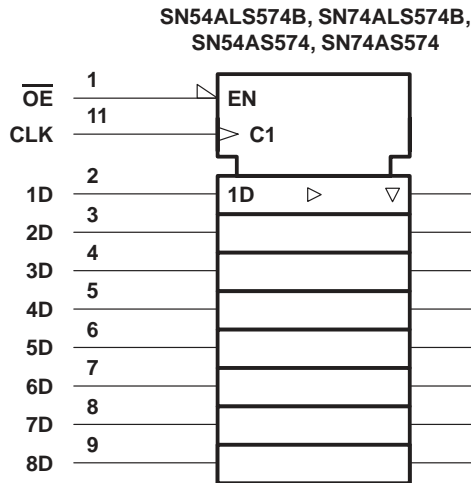 SN54ALS574B, SN74ALS574B,
SN54AS574, SN74AS574
OE 1 EN
CLK 11 C1
1D 2 1D
2D 3
3D 4
4D 5
5D 6
6D 7
7D 8
8D 9